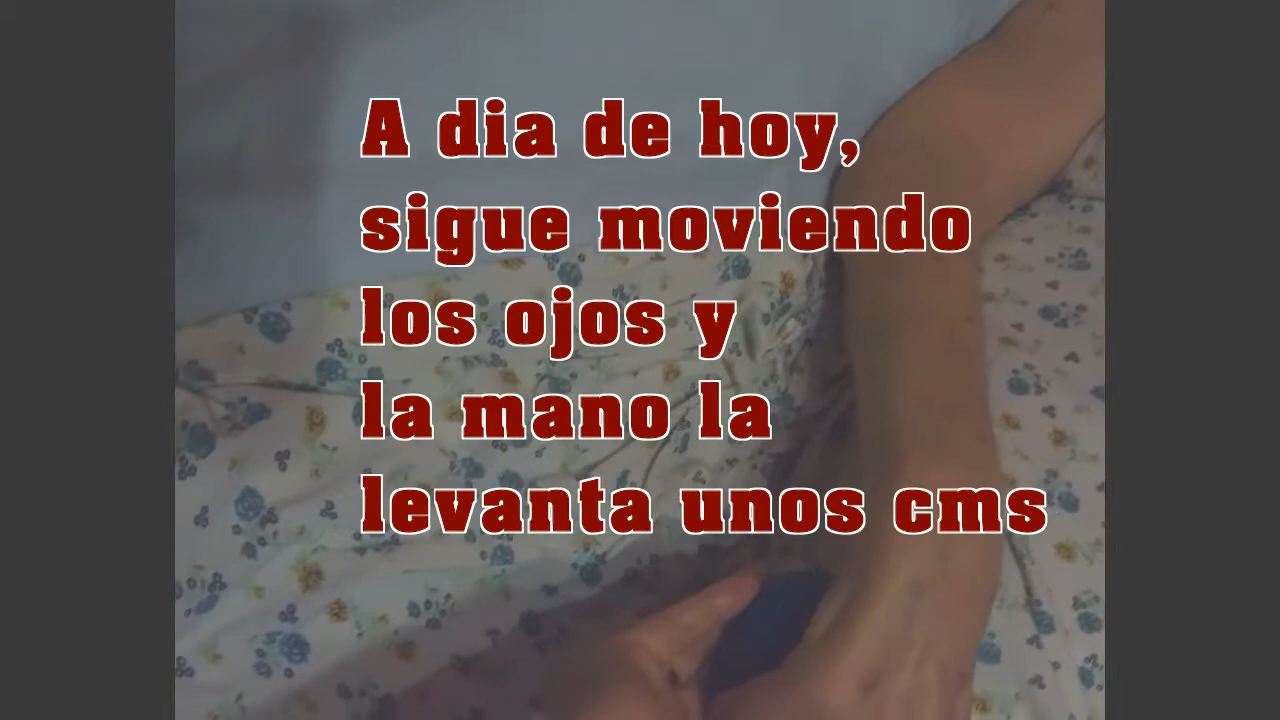 A dia de hoy,
sigue moviendo
los ojos y
la mano la
levanta unos cms